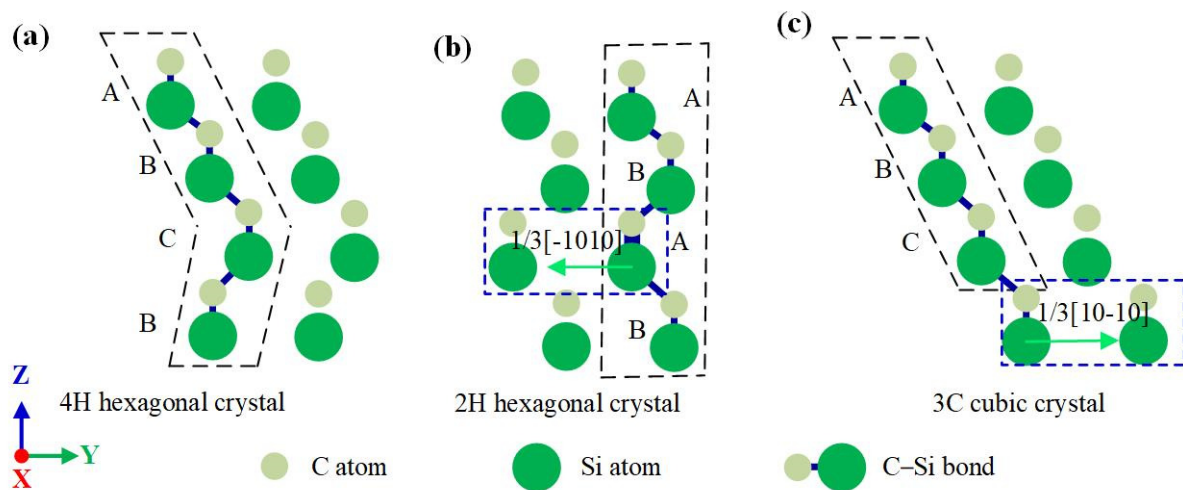 (a)
A
B
C
B
4H hexagonal crystal
(b)
A
B
1/3[-1010]
A
B
2H hexagonal crystal
(c)
A
B
C
1/3[10-10]
3C cubic crystal
Z
Y
X
C atom
Si atom
C–Si bond